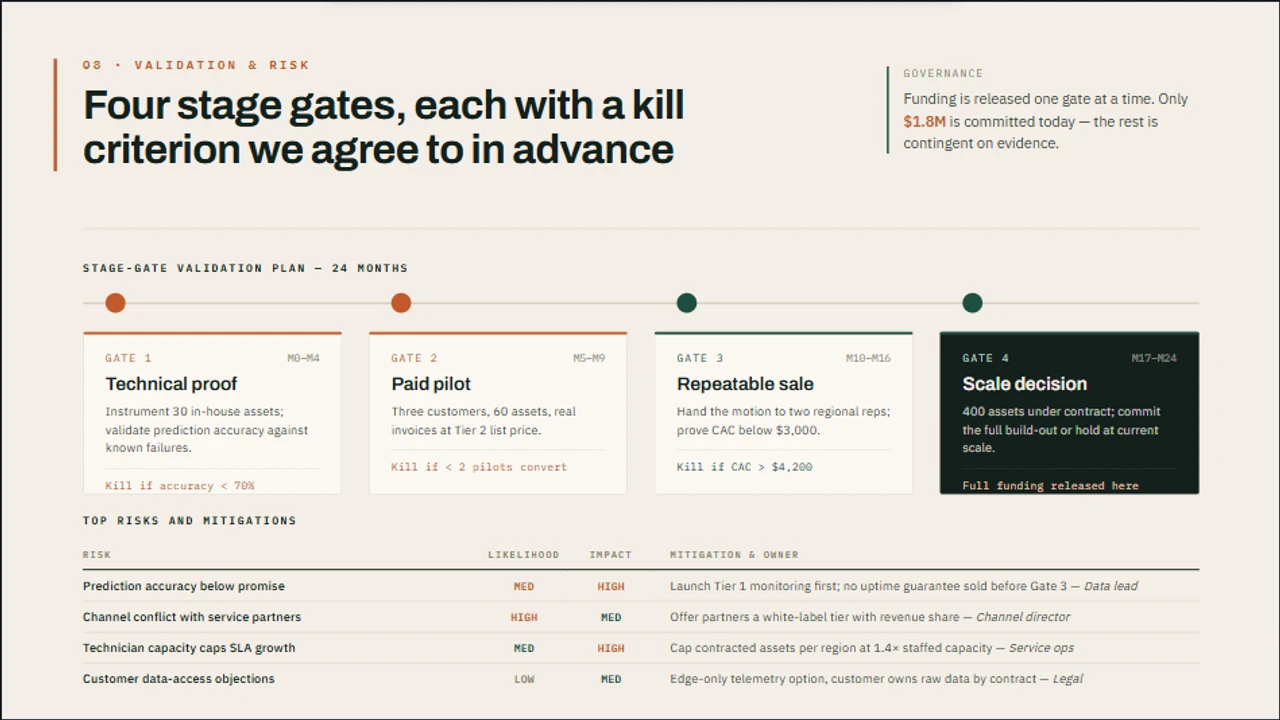 08 · VALIDATION & RISK
Four stage gates, each with a kill
criterion we agree to in advance
GOVERNANCE
Funding is released one gate at a time. Only
$1.8M is committed today — the rest is
contingent on evidence.
STAGE-GATE VALIDATION PLAN — 24 MONTHS
GATE 1 M0–M4
Technical proof
Instrument 30 in-house assets;
validate prediction accuracy against
known failures.
Kill if accuracy < 70%
GATE 2 M5–M9
Paid pilot
Three customers, 60 assets, real
invoices at Tier 2 list price.
Kill if < 2 pilots convert
GATE 3 M10–M16
Repeatable sale
Hand the motion to two regional reps;
prove CAC below $3,000.
Kill if CAC > $4,200
GATE 4 M17–M24
Scale decision
400 assets under contract; commit
the full build-out or hold at current
scale.
Full funding released here
TOP RISKS AND MITIGATIONS
RISK LIKELIHOOD IMPACT MITIGATION & OWNER
Prediction accuracy below promise MED HIGH Launch Tier 1 monitoring first; no uptime guarantee sold before Gate 3 — Data lead
Channel conflict with service partners HIGH MED Offer partners a white-label tier with revenue share — Channel director
Technician capacity caps SLA growth MED HIGH Cap contracted assets per region at 1.4× staffed capacity — Service ops
Customer data-access objections LOW MED Edge-only telemetry option, customer owns raw data by contract — Legal